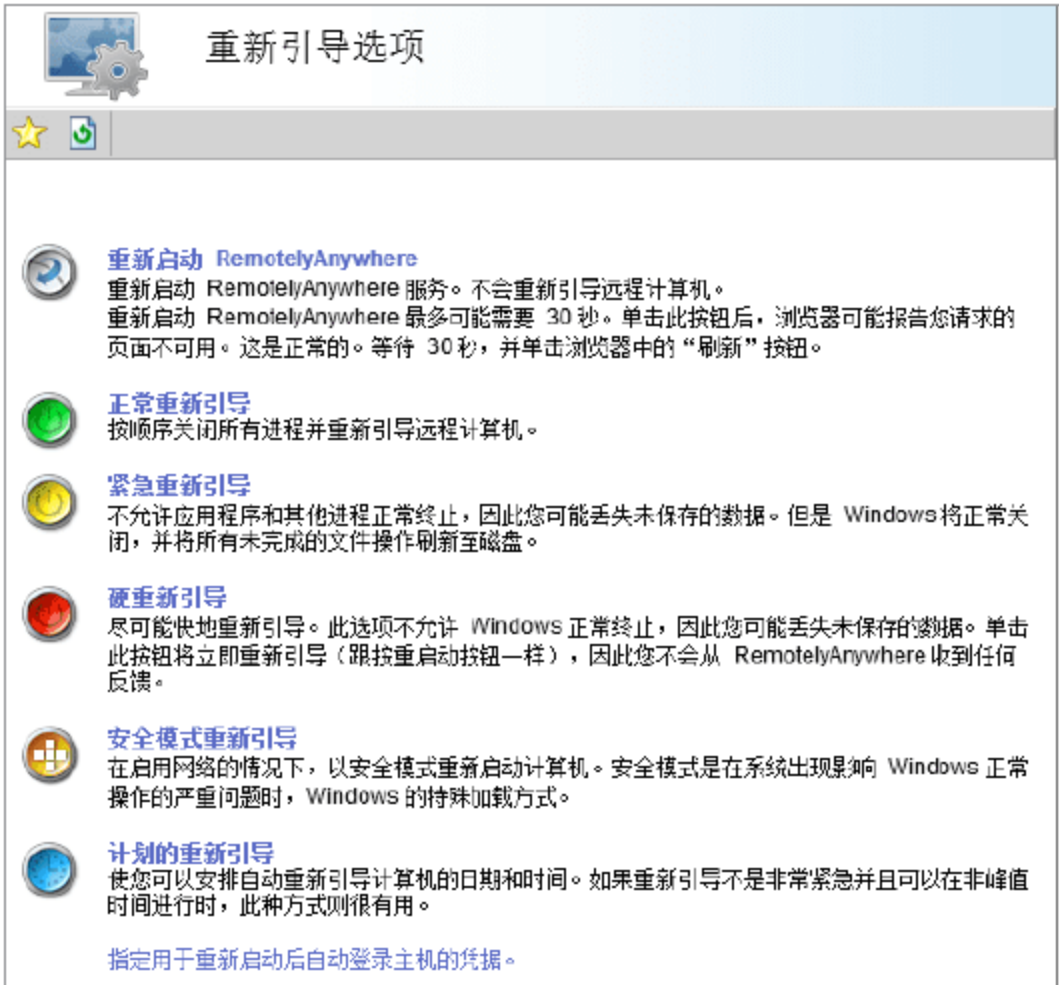 重新引导选项
重新启动 RemotelyAnywhere
重新启动 RemotelyAnywhere 服务。不会重新引导远程计算机。
重新启动 RemotelyAnywhere 最多可能需要 30 秒。单击此按钮后，浏览器可能报告您请求的
页面不可用。这是正常的。等待 30 秒，并单击浏览器中的“刷新”按钮。
正常重新引导
按顺序关闭所有进程并重新引导远程计算机。
紧急重新引导
不允许应用程序和其他进程正常终止，因此您可能丢失未保存的数据。但是 Windows 将正常关
闭，并将所有未完成的文件操作刷新至磁盘。
硬重新引导
尽可能快地重新引导。此选项不允许 Windows 正常终止，因此您可能丢失未保存的数据。单击
此按钮将立即重新引导（跟按重启动按钮一样），因此您不会从 RemotelyAnywhere 收到任何
反馈。
安全模式重新引导
在启用网络的情况下，以安全模式重新启动计算机。安全模式是在系统出现影响 Windows 正常
操作的严重问题时，Windows 的特殊加载方式。
计划的重新引导
使您可以安排自动重新引导计算机的日期和时间。如果重新引导不是非常紧急并且可以在非峰值
时间进行时，此种方式则很有用。
指定用于重新启动后自动登录主机的凭据。